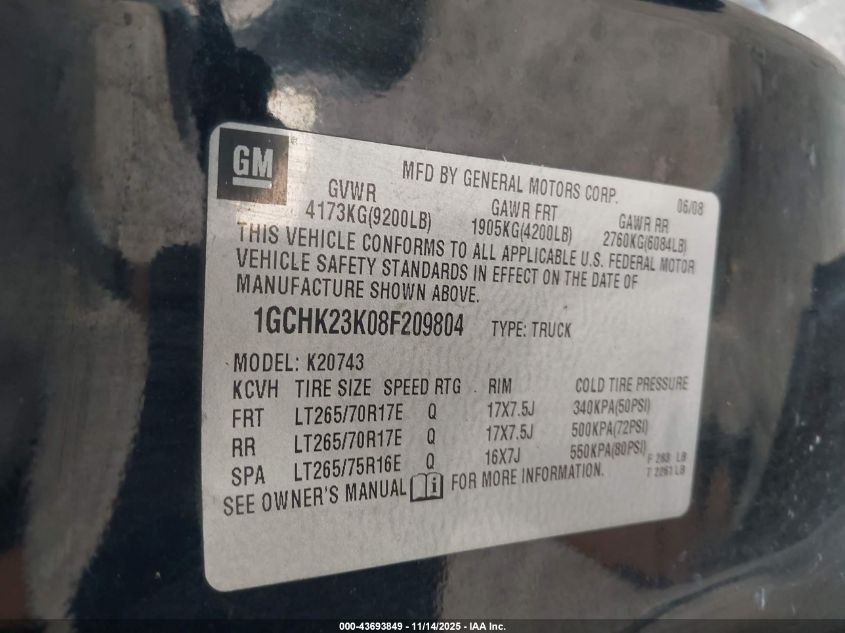 GM
MFD BY GENERAL MOTORS CORP. 06/08
GVWR GAWR FRT GAWR RR
4173KG(9200LB) 1905KG(4200LB) 2760KG(6084LB)
THIS VEHICLE CONFORMS TO ALL APPLICABLE U.S. FEDERAL MOTOR
VEHICLE SAFETY STANDARDS IN EFFECT ON THE DATE OF
MANUFACTURE SHOWN ABOVE.
1GCHK23K08F209804 TYPE: TRUCK
MODEL: K20743
KCVH TIRE SIZE SPEED RTG RIM COLD TIRE PRESSURE
FRT LT265/70R17E Q 17X7.5J 340KPA(50PSI)
RR LT265/70R17E Q 17X7.5J 500KPA(72PSI)
SPA LT265/75R16E Q 16X7J 550KPA(80PSI)
F 283 LB
T 2261 LB
SEE OWNER'S MANUAL FOR MORE INFORMATION.
000-43693849 - 11/14/2025 - IAA Inc.